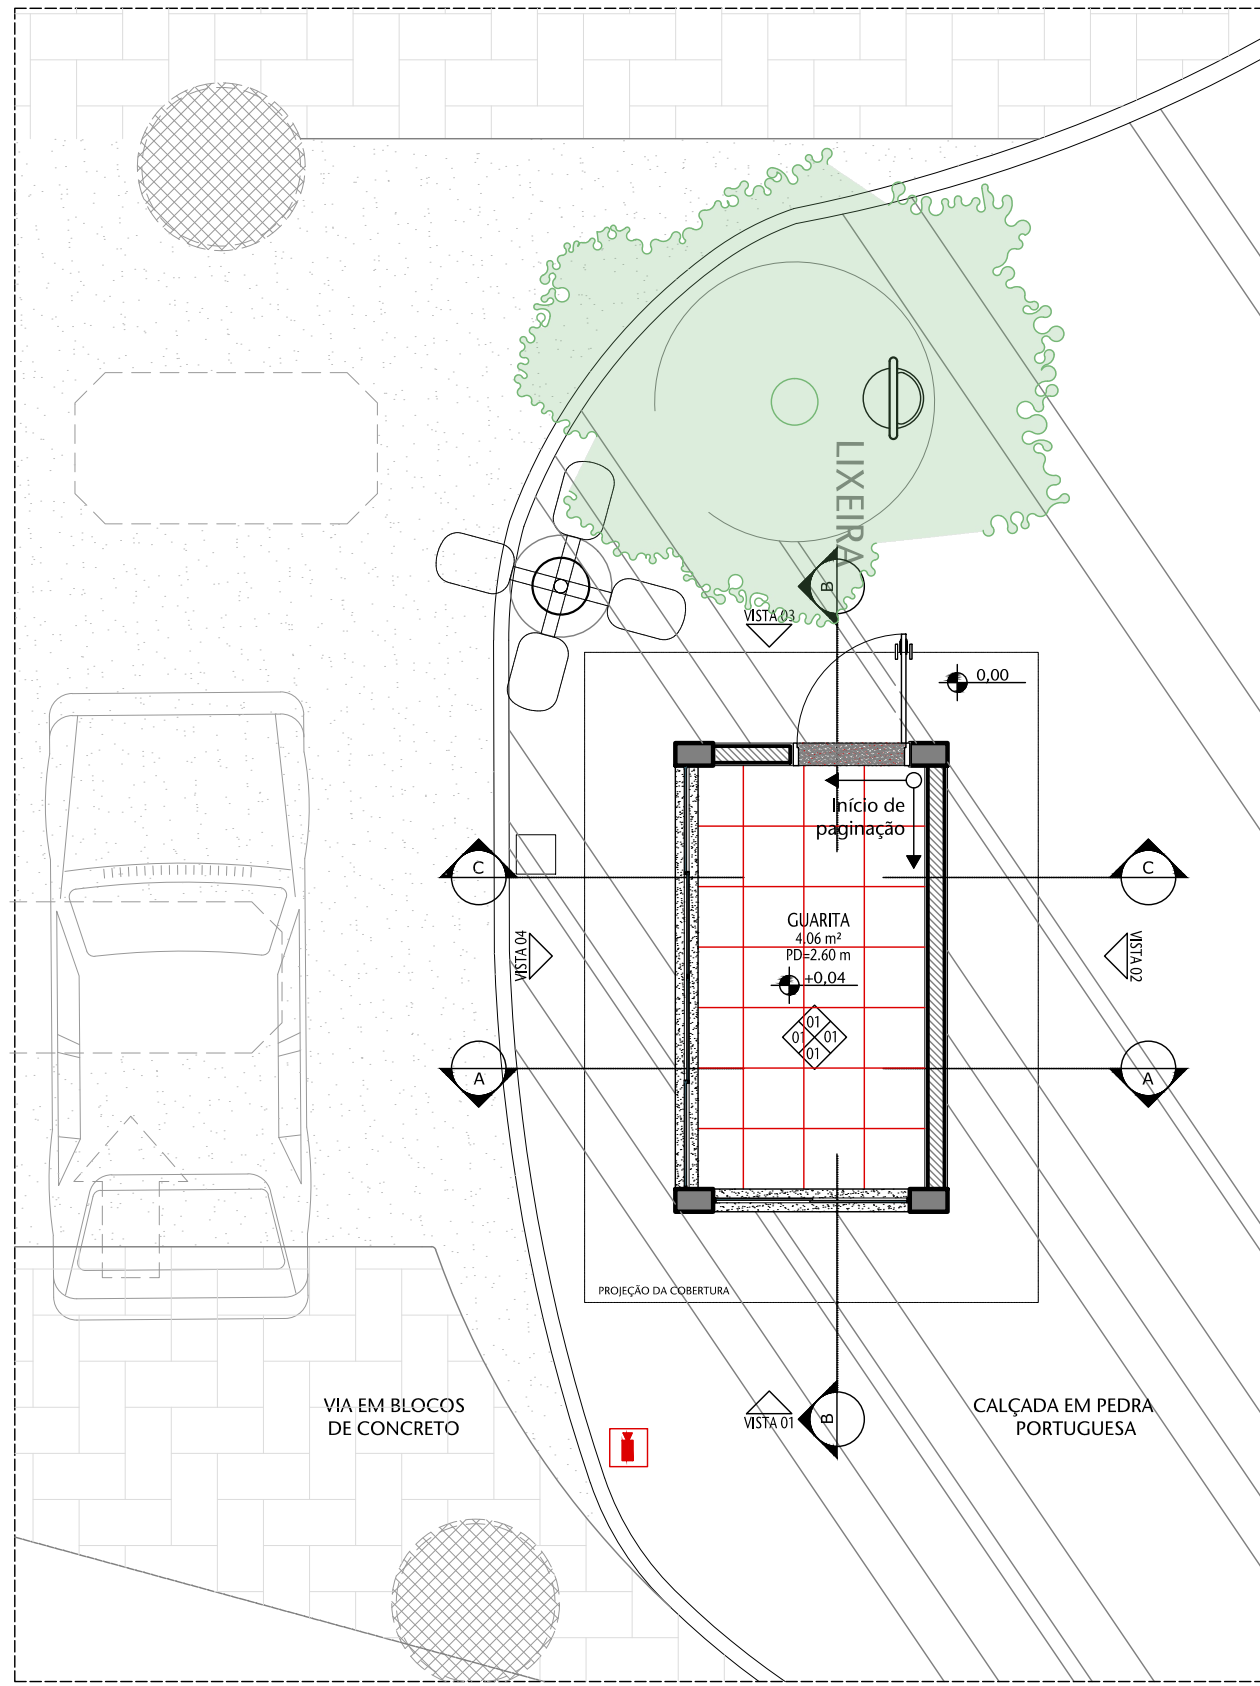 LIXEIRA
B
VISTA 03
0,00
Início de
paginação
C
C
GUARITA
4.06 m²
PD=2.60 m
+0,04
VISTA 04
VISTA 02
01
01
01
01
A
A
PROJEÇÃO DA COBERTURA
VIA EM BLOCOS
DE CONCRETO
VISTA 01
B
CALÇADA EM PEDRA
PORTUGUESA